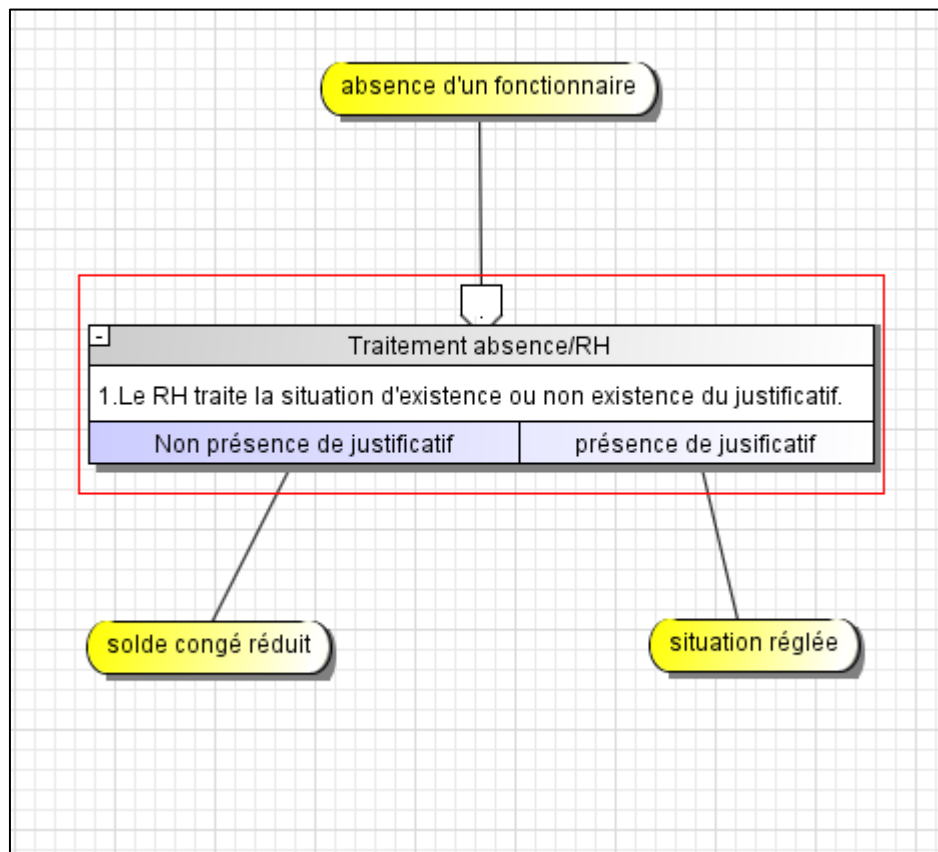 absence d'un fonctionnaire
-
Traitement absence/RH
1.Le RH traite la situation d'existence ou non existence du justificatif.
Non présence de justificatif
présence de jusificatif
solde congé réduit
situation réglée